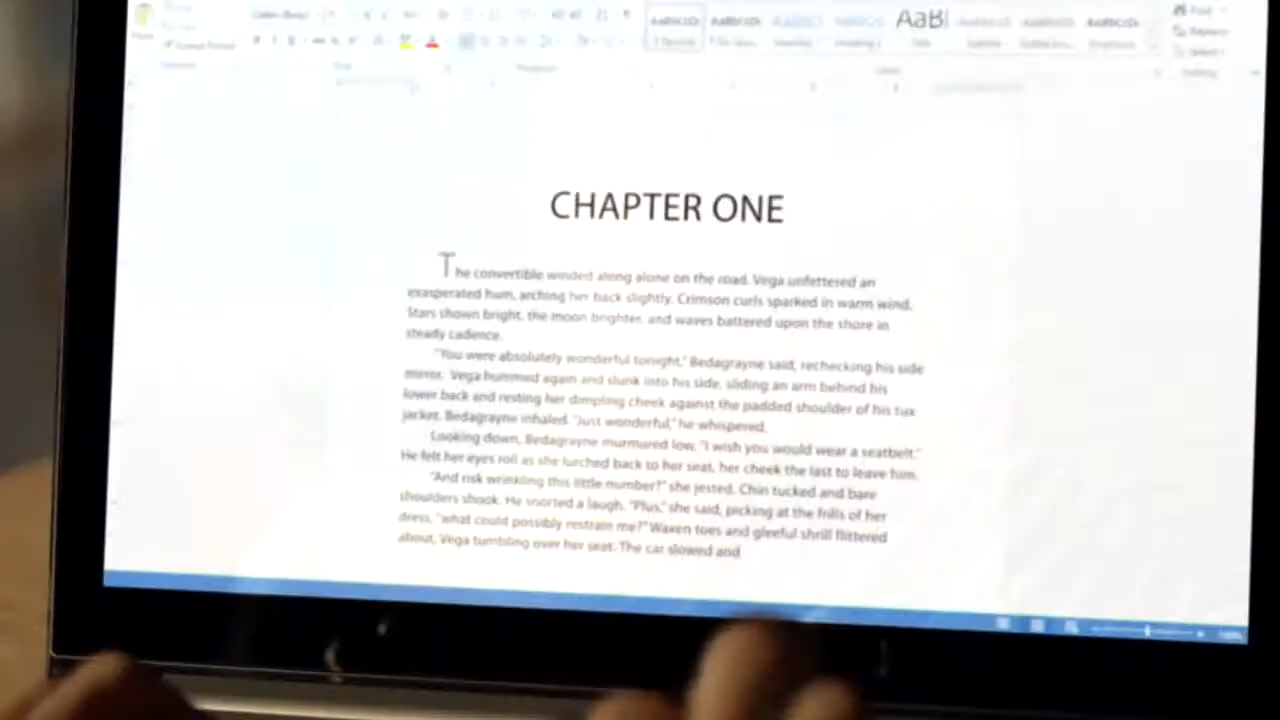 AaB
CHAPTER ONE
The convertible winded along alone on the road. Vega unfettered an
exasperated hum, arching her back slightly. Crimson curls sparked in warm wind.
Stars shown bright, the moon brighter, and waves battered upon the shore in
steady cadence.
"You were absolutely wonderful tonight," Bedagrayne said, rechecking his side
mirror. Vega hummed again and slunk into his side, sliding an arm behind his
lower back and resting her dimpling cheek against the padded shoulder of his tux
jacket. Bedagrayne inhaled. "Just wonderful," he whispered.
Looking down, Bedagrayne murmured low, "I wish you would wear a seatbelt."
He felt her eyes roll as she lurched back to her seat, her cheek the last to leave him.
"And risk wrinkling this little number?" she jested. Chin tucked and bare
shoulders shook. He snorted a laugh. "Plus," she said, picking at the frills of her
dress, "what could possibly restrain me?" Waxen toes and gleeful shrill flittered
about, Vega tumbling over her seat. The car slowed and